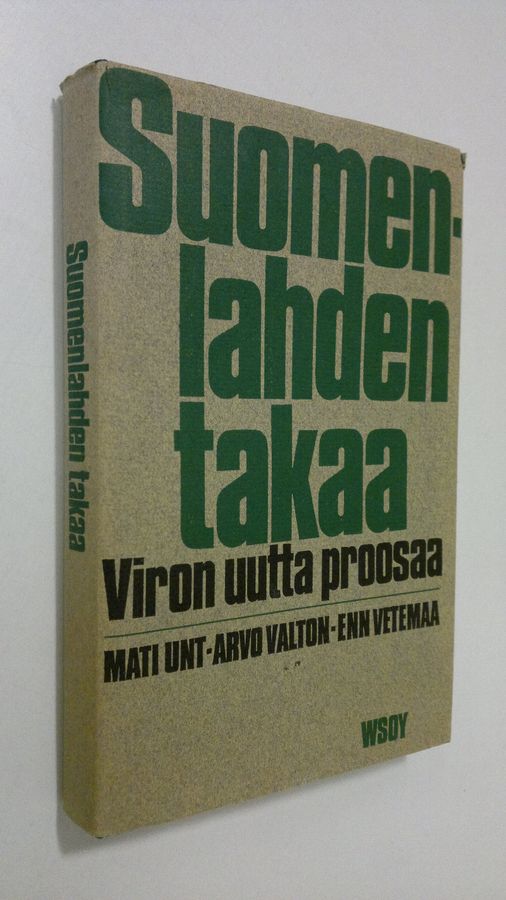 Suomenlahden takaa
Suomen-
lahden
takaa
Viron uutta proosaa
MATI UNT-ARVO VALTON-ENN VETEMAA
WSOY